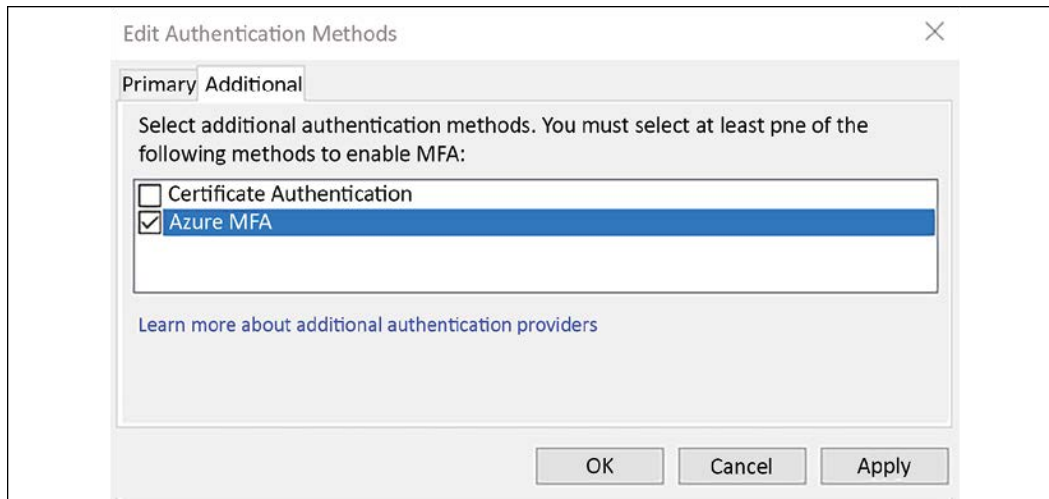 Edit Authentication Methods
Primary Additional
Select additional authentication methods. You must select at least pne of the
following methods to enable MFA:
Certificate Authentication
Azure MFA
Learn more about additional authentication providers
OK Cancel Apply